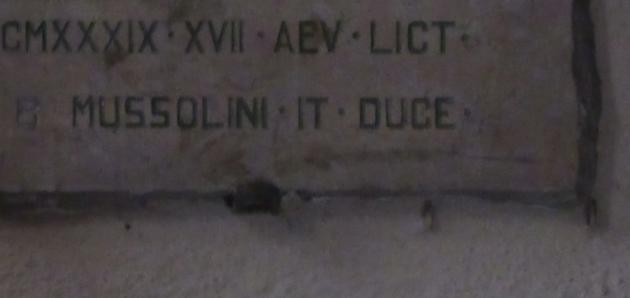 CMXXXIX · XVII · AEV · LICT ·
B MUSSOLINI · IT · DUCE ·